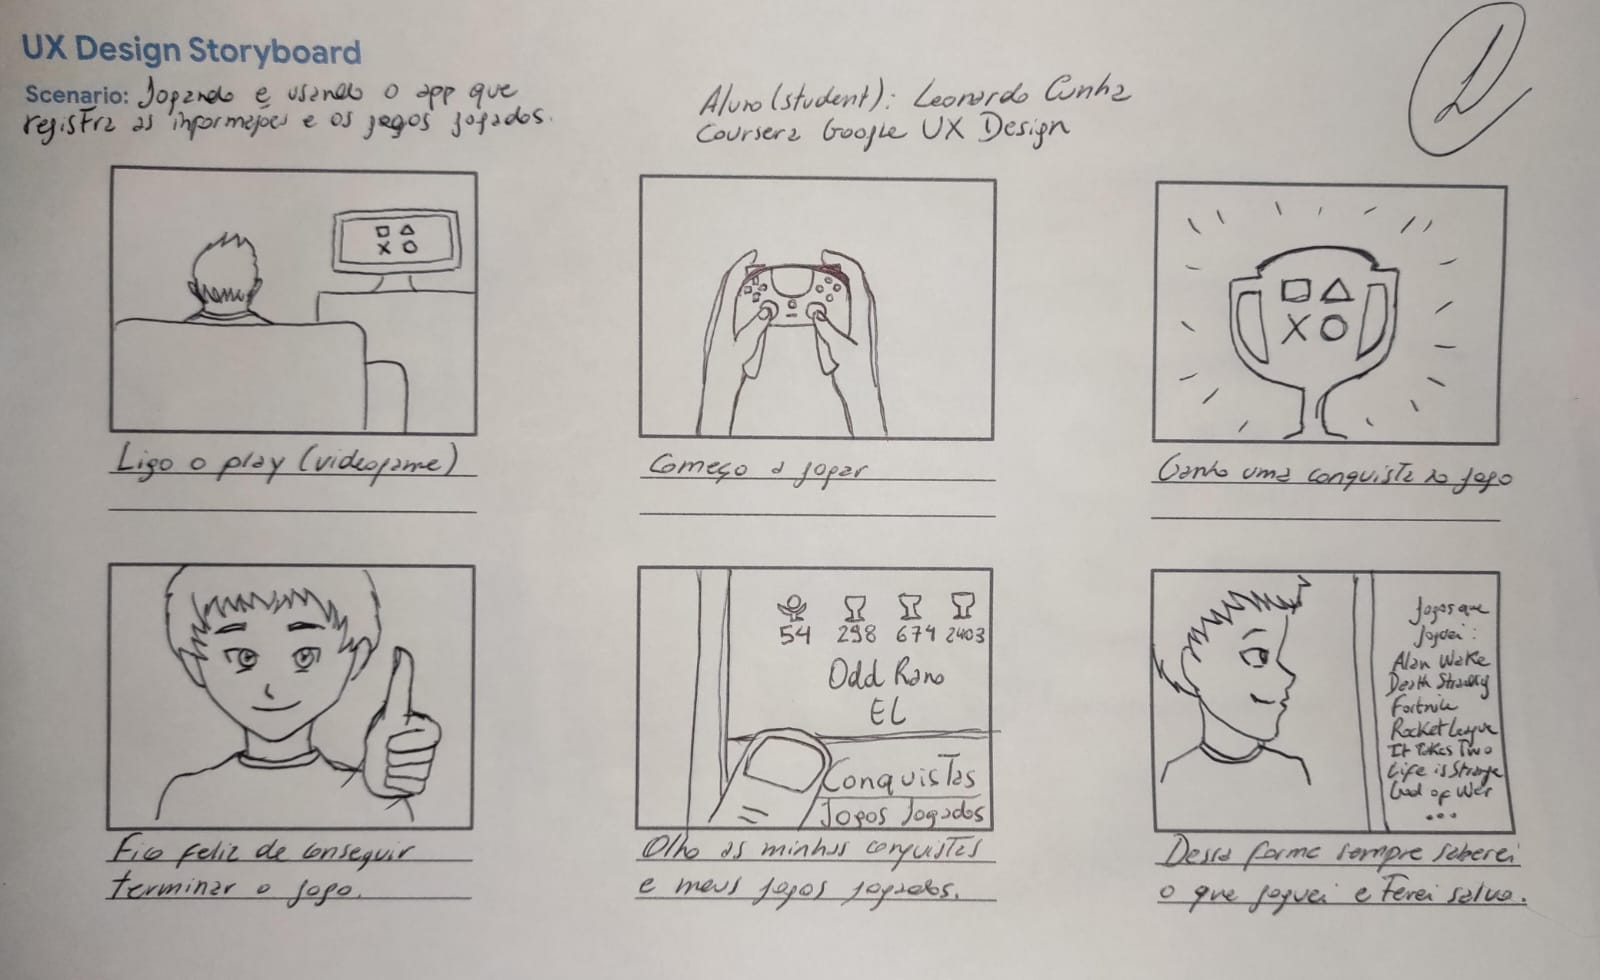 UX Design Storyboard
Scenario: Jogando e usando o app que
registra as informações e os jogos jogados.
Aluno (student): Leonardo Cunha
Coursera Google UX Design
Ligo o play (videogame)
Começo a jogar
Ganho uma conquista no jogo
Fico feliz de conseguir
terminar o jogo.
54 298 674 2403
Odd Rano
EL
Conquistas
Jogos Jogados
Olho as minhas conquistas
e meus jogos jogados.
Jogos que
joguei:
Alan Wake
Death Stranding
Fortnite
Rocket League
It Takes Two
Life is Strange
God of War
...
Dessa forma sempre saberei
o que joguei e terei salvo.